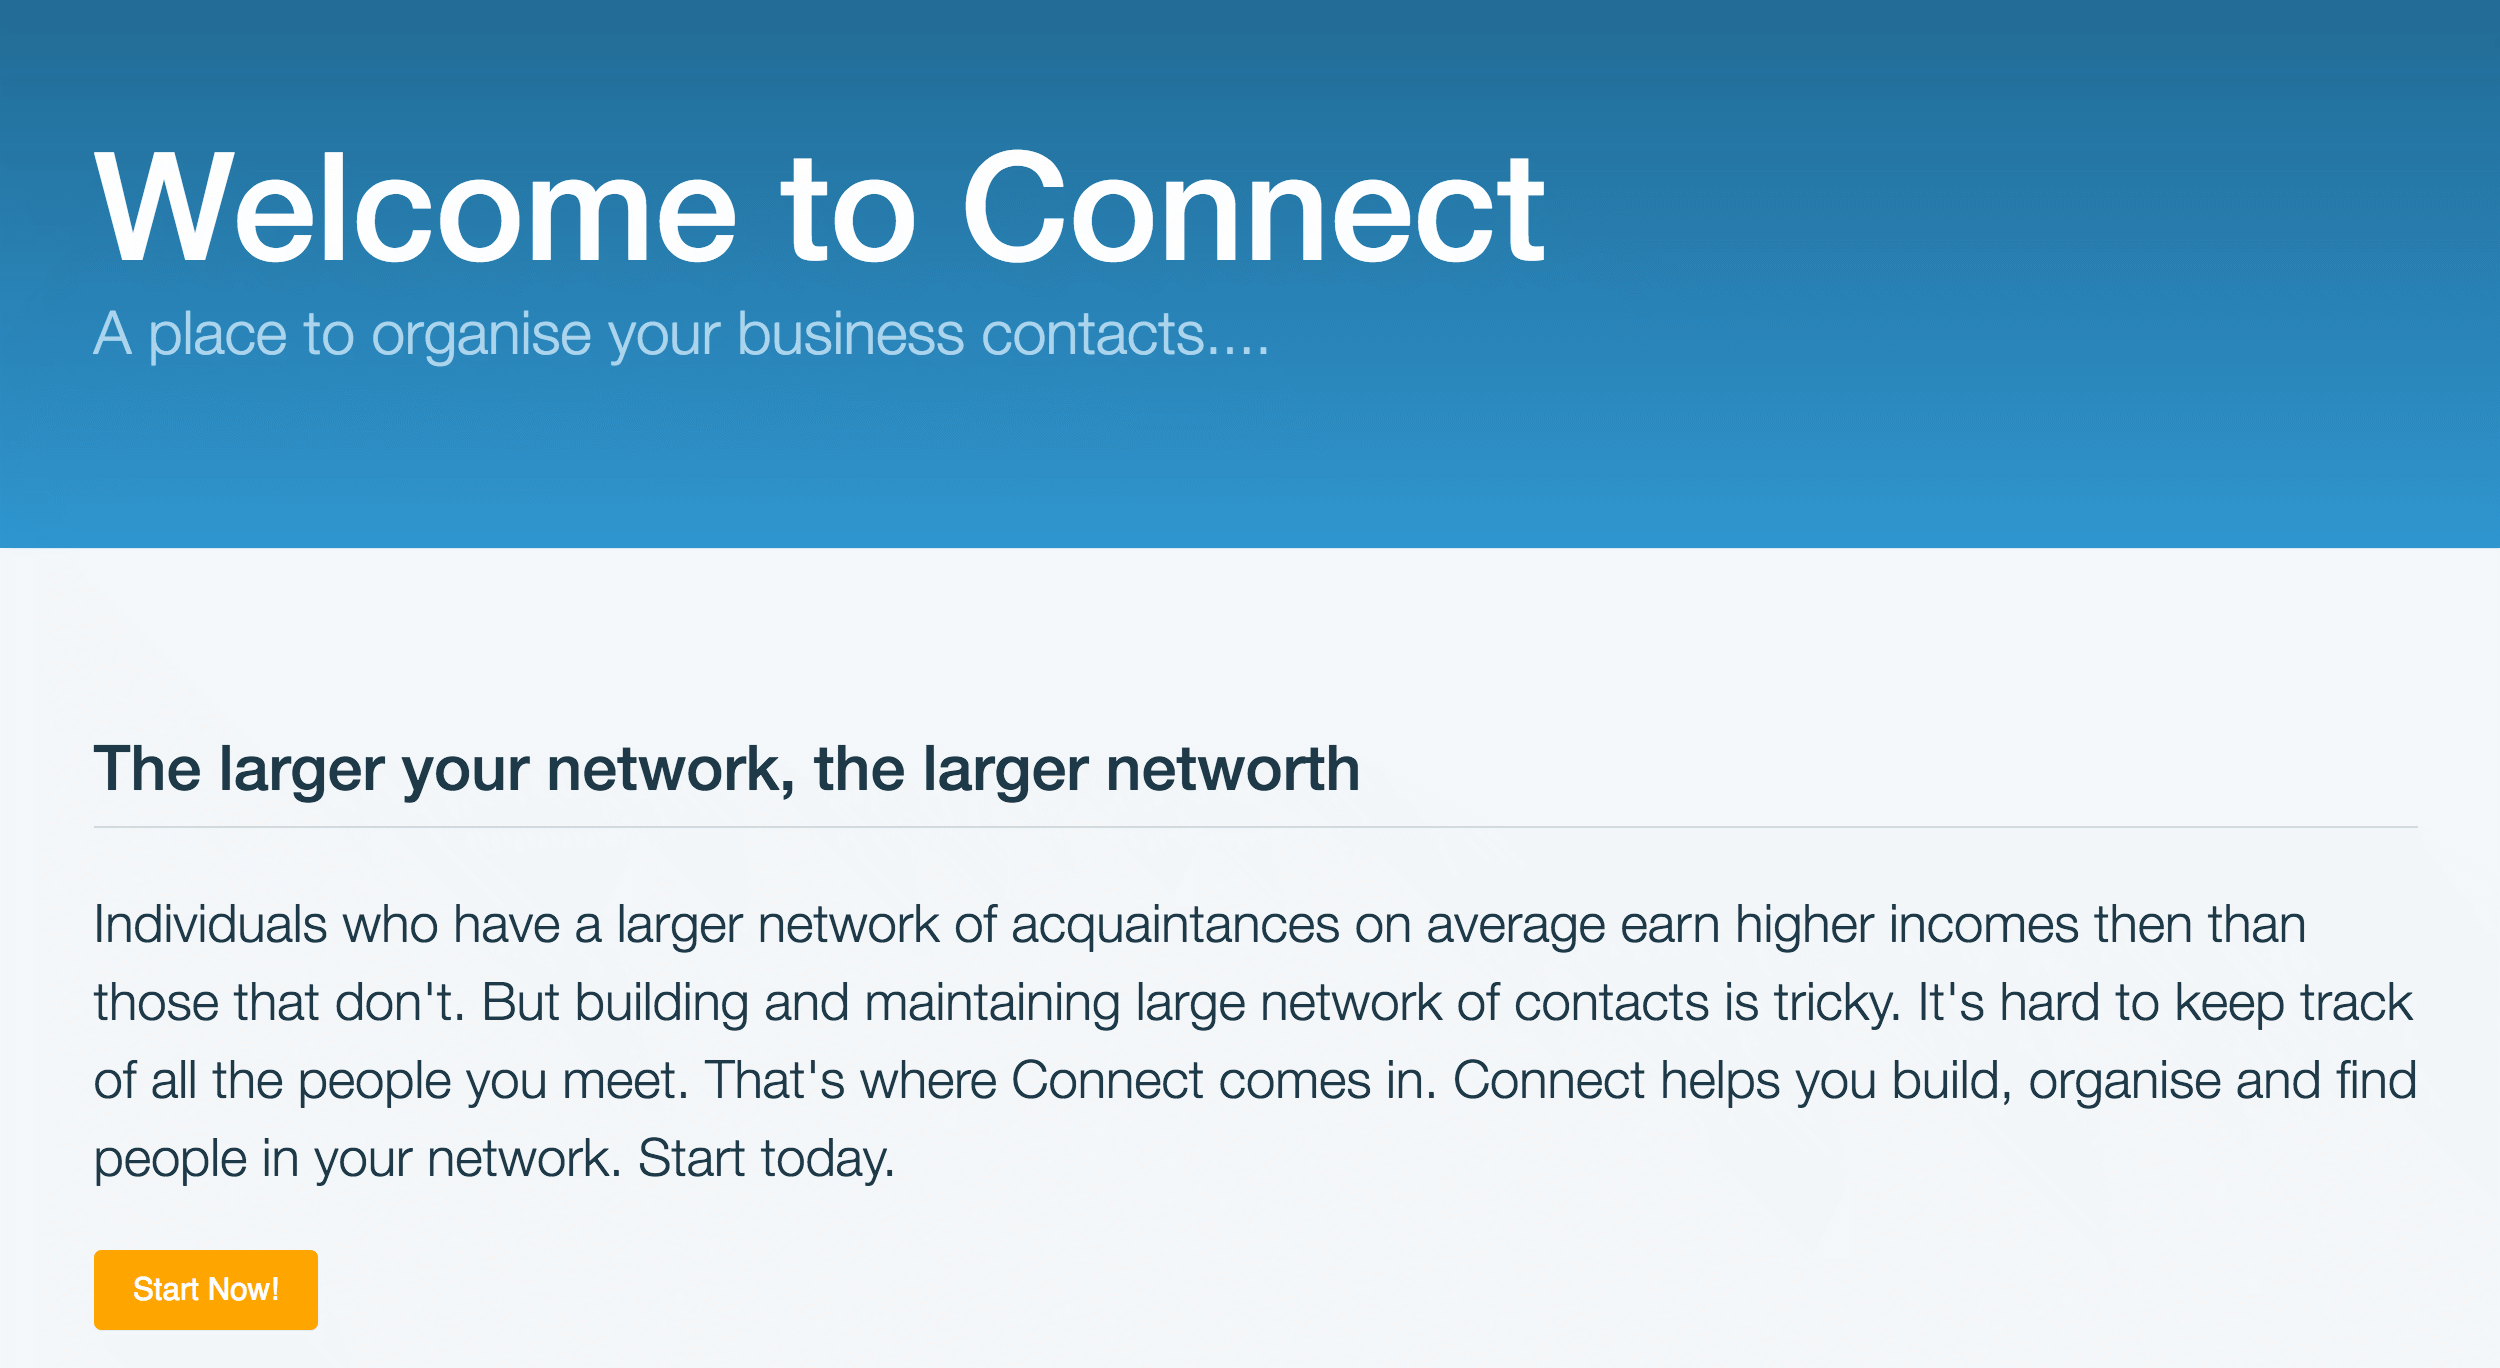 Welcome to Connect
A place to organise your business contacts....
The larger your network, the larger networth
Individuals who have a larger network of acquaintances on average earn higher incomes then than
those that don't. But building and maintaining large network of contacts is tricky. It's hard to keep track
of all the people you meet. That's where Connect comes in. Connect helps you build, organise and find
people in your network. Start today.
Start Now!